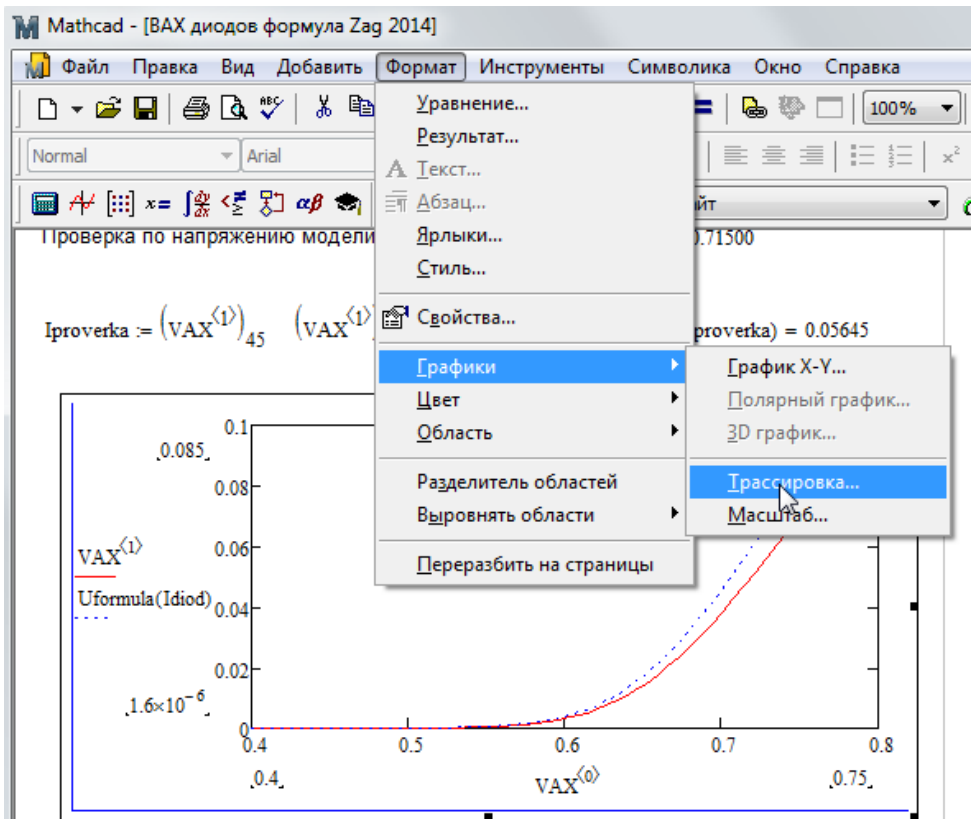 Mathcad - [ВАХ диодов формула Zag 2014]
Файл Правка Вид Добавить Формат Инструменты Символика Окно Справка
100%
Normal Arial
Уравнение...
Результат...
Текст...
Абзац...
Ярлыки...
Стиль...
Свойства...
Графики
Цвет
Область
Разделитель областей
Выровнять области
Переразбить на страницы
График X-Y...
Полярный график...
3D график...
Трассировка...
Масштаб...
Проверка по напряжению .71500
Iproverka := (VAX⟨1⟩)45 (VAX⟨1⟩) proverka) = 0.05645
0.1
0.085
0.08
VAX⟨1⟩
0.06
Uformula(Idiod)
0.04
0.02
1.6×10⁻⁶
0
0.4 0.5 0.6 0.7 0.8
0.4 VAX⟨0⟩ 0.75